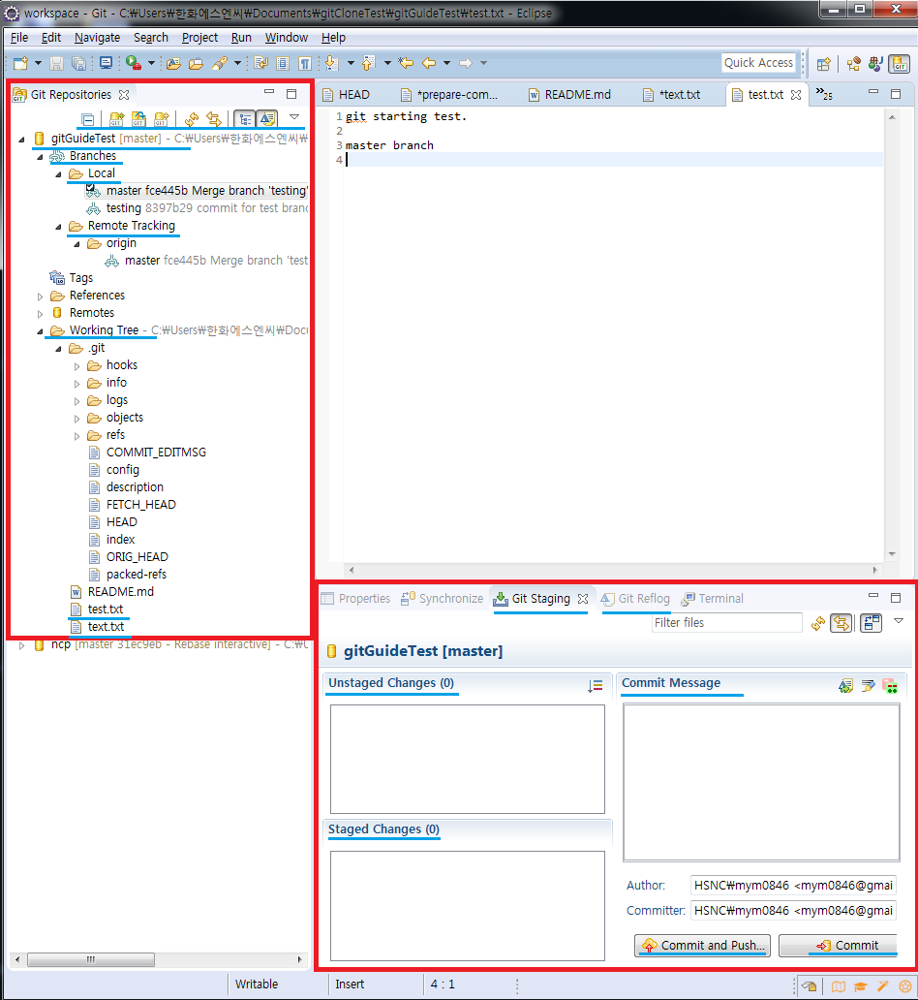 workspace - Git - C:₩Users₩한화에스엔씨₩Documents₩gitCloneTest₩gitGuideTest₩test.txt - Eclipse
File Edit Navigate Search Project Run Window Help
Quick Access
Git Repositories
gitGuideTest [master] - C:₩Users₩한화에스엔씨₩
Branches
Local
master fce445b Merge branch 'testing'
testing 8397b29 commit for test branc
Remote Tracking
origin
master fce445b Merge branch 'test
Tags
References
Remotes
Working Tree - C:₩Users₩한화에스엔씨₩Docu
.git
hooks
info
logs
objects
refs
COMMIT_EDITMSG
config
description
FETCH_HEAD
HEAD
index
ORIG_HEAD
packed-refs
README.md
test.txt
text.txt
ncp [master 31ec9eb - Rebase Interactive] - C:₩U
HEAD *prepare-com... README.md *text.txt test.txt »25
1 git starting test.
2
3 master branch
4
Properties Synchronize Git Staging Git Reflog Terminal
Filter files
gitGuideTest [master]
Unstaged Changes (0)
Staged Changes (0)
Commit Message
Author: HSNC₩mym0846 <mym0846@gmai
Committer: HSNC₩mym0846 <mym0846@gmai
Commit and Push... Commit
Writable Insert 4 : 1